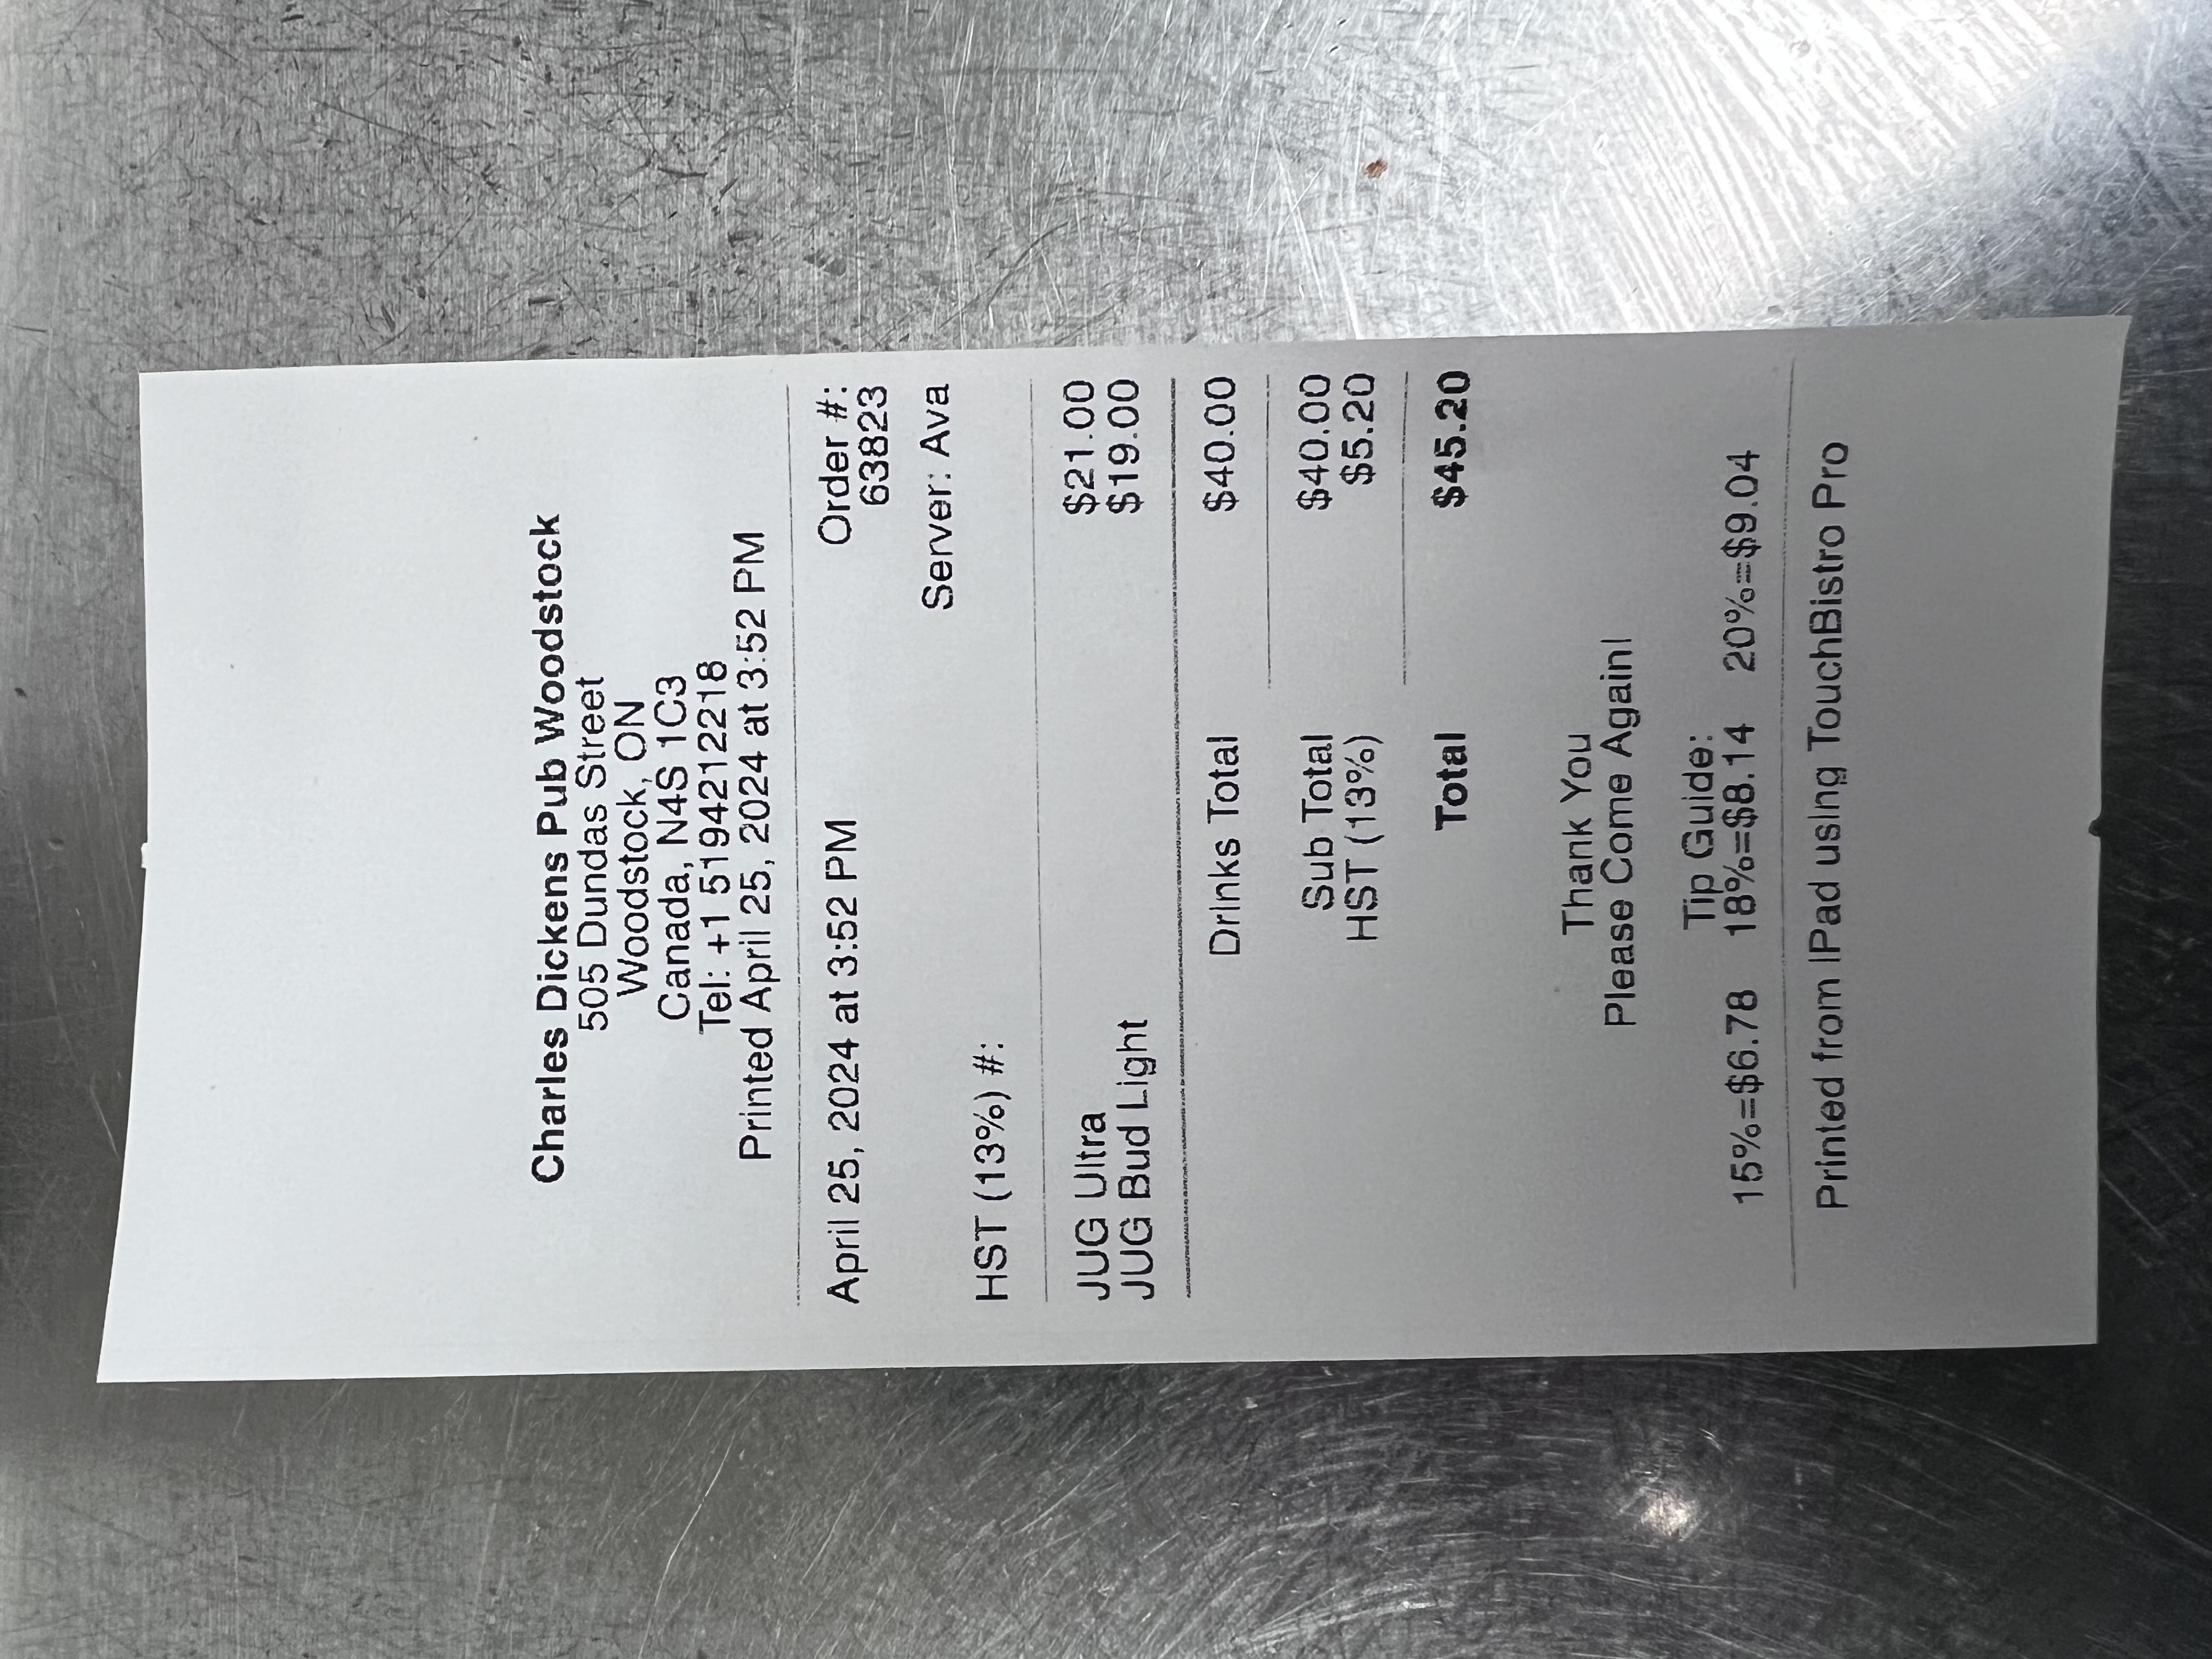 Charles Dickens Pub Woodstock
505 Dundas Street
Woodstock, ON
Canada, N4S 1C3
Tel: +1 5194212218
Printed April 25, 2024 at 3:52 PM
April 25, 2024 at 3:52 PM Order #:
63823
Server: Ava
HST (13%) #:
JUG Ultra $21.00
JUG Bud Light $19.00
Drinks Total $40.00
Sub Total $40.00
HST (13%) $5.20
Total $45.20
Thank You
Please Come Again!
Tip Guide:
15%=$6.78 18%=$8.14 20%=$9.04
Printed from iPad using TouchBistro Pro